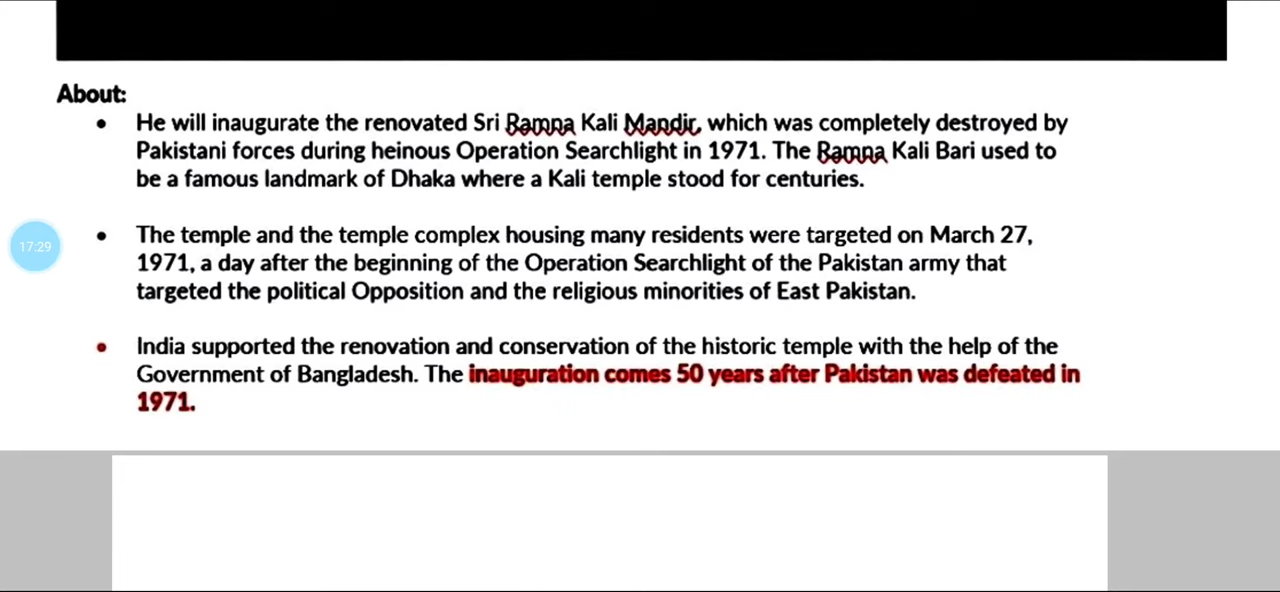 About:
• He will inaugurate the renovated Sri Ramna Kali Mandir, which was completely destroyed by
Pakistani forces during heinous Operation Searchlight in 1971. The Ramna Kali Bari used to
be a famous landmark of Dhaka where a Kali temple stood for centuries.
17:29
• The temple and the temple complex housing many residents were targeted on March 27,
1971, a day after the beginning of the Operation Searchlight of the Pakistan army that
targeted the political Opposition and the religious minorities of East Pakistan.
• India supported the renovation and conservation of the historic temple with the help of the
Government of Bangladesh. The inauguration comes 50 years after Pakistan was defeated in
1971.